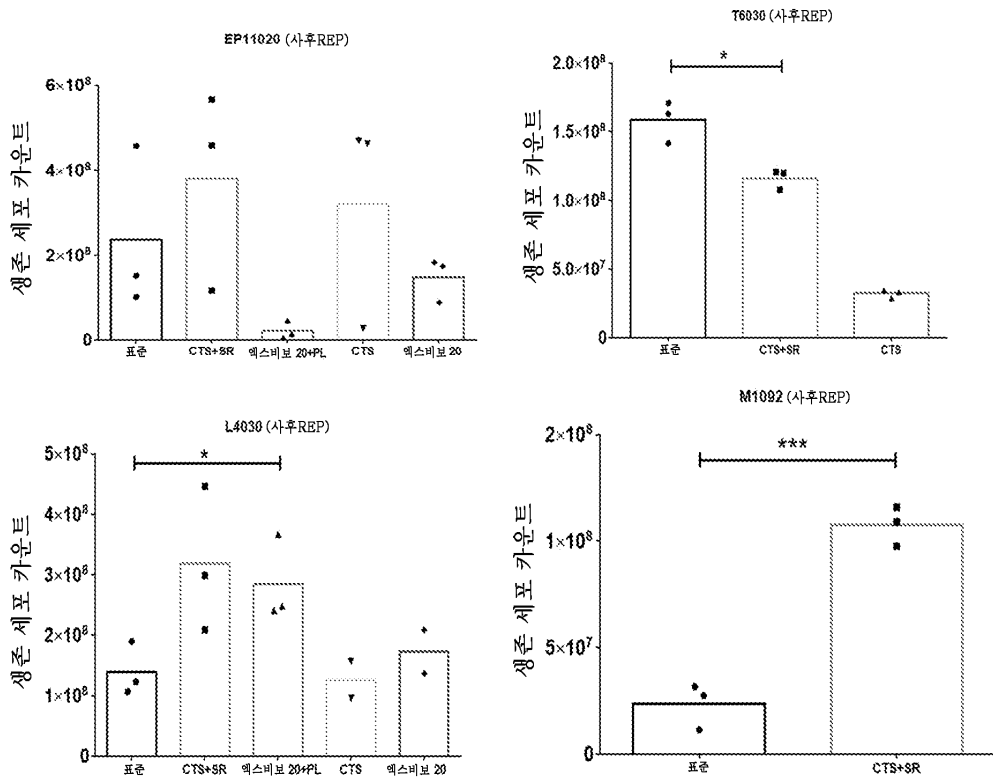 EP11020 (사후REP)
생존 세포 카운트
6×10⁸
4×10⁸
2×10⁸
0
표준 CTS+SR 엑스비보 20+PL CTS 엑스비보 20
T6030 (사후REP)
*
생존 세포 카운트
2.0×10⁸
1.5×10⁸
1.0×10⁸
5.0×10⁷
0
표준 CTS+SR CTS
L4030 (사후REP)
*
생존 세포 카운트
5×10⁸
4×10⁸
3×10⁸
2×10⁸
1×10⁸
0
표준 CTS+SR 엑스비보 20+PL CTS 엑스비보 20
M1092 (사후REP)
***
생존 세포 카운트
2×10⁸
1×10⁸
5×10⁷
0
표준 CTS+SR